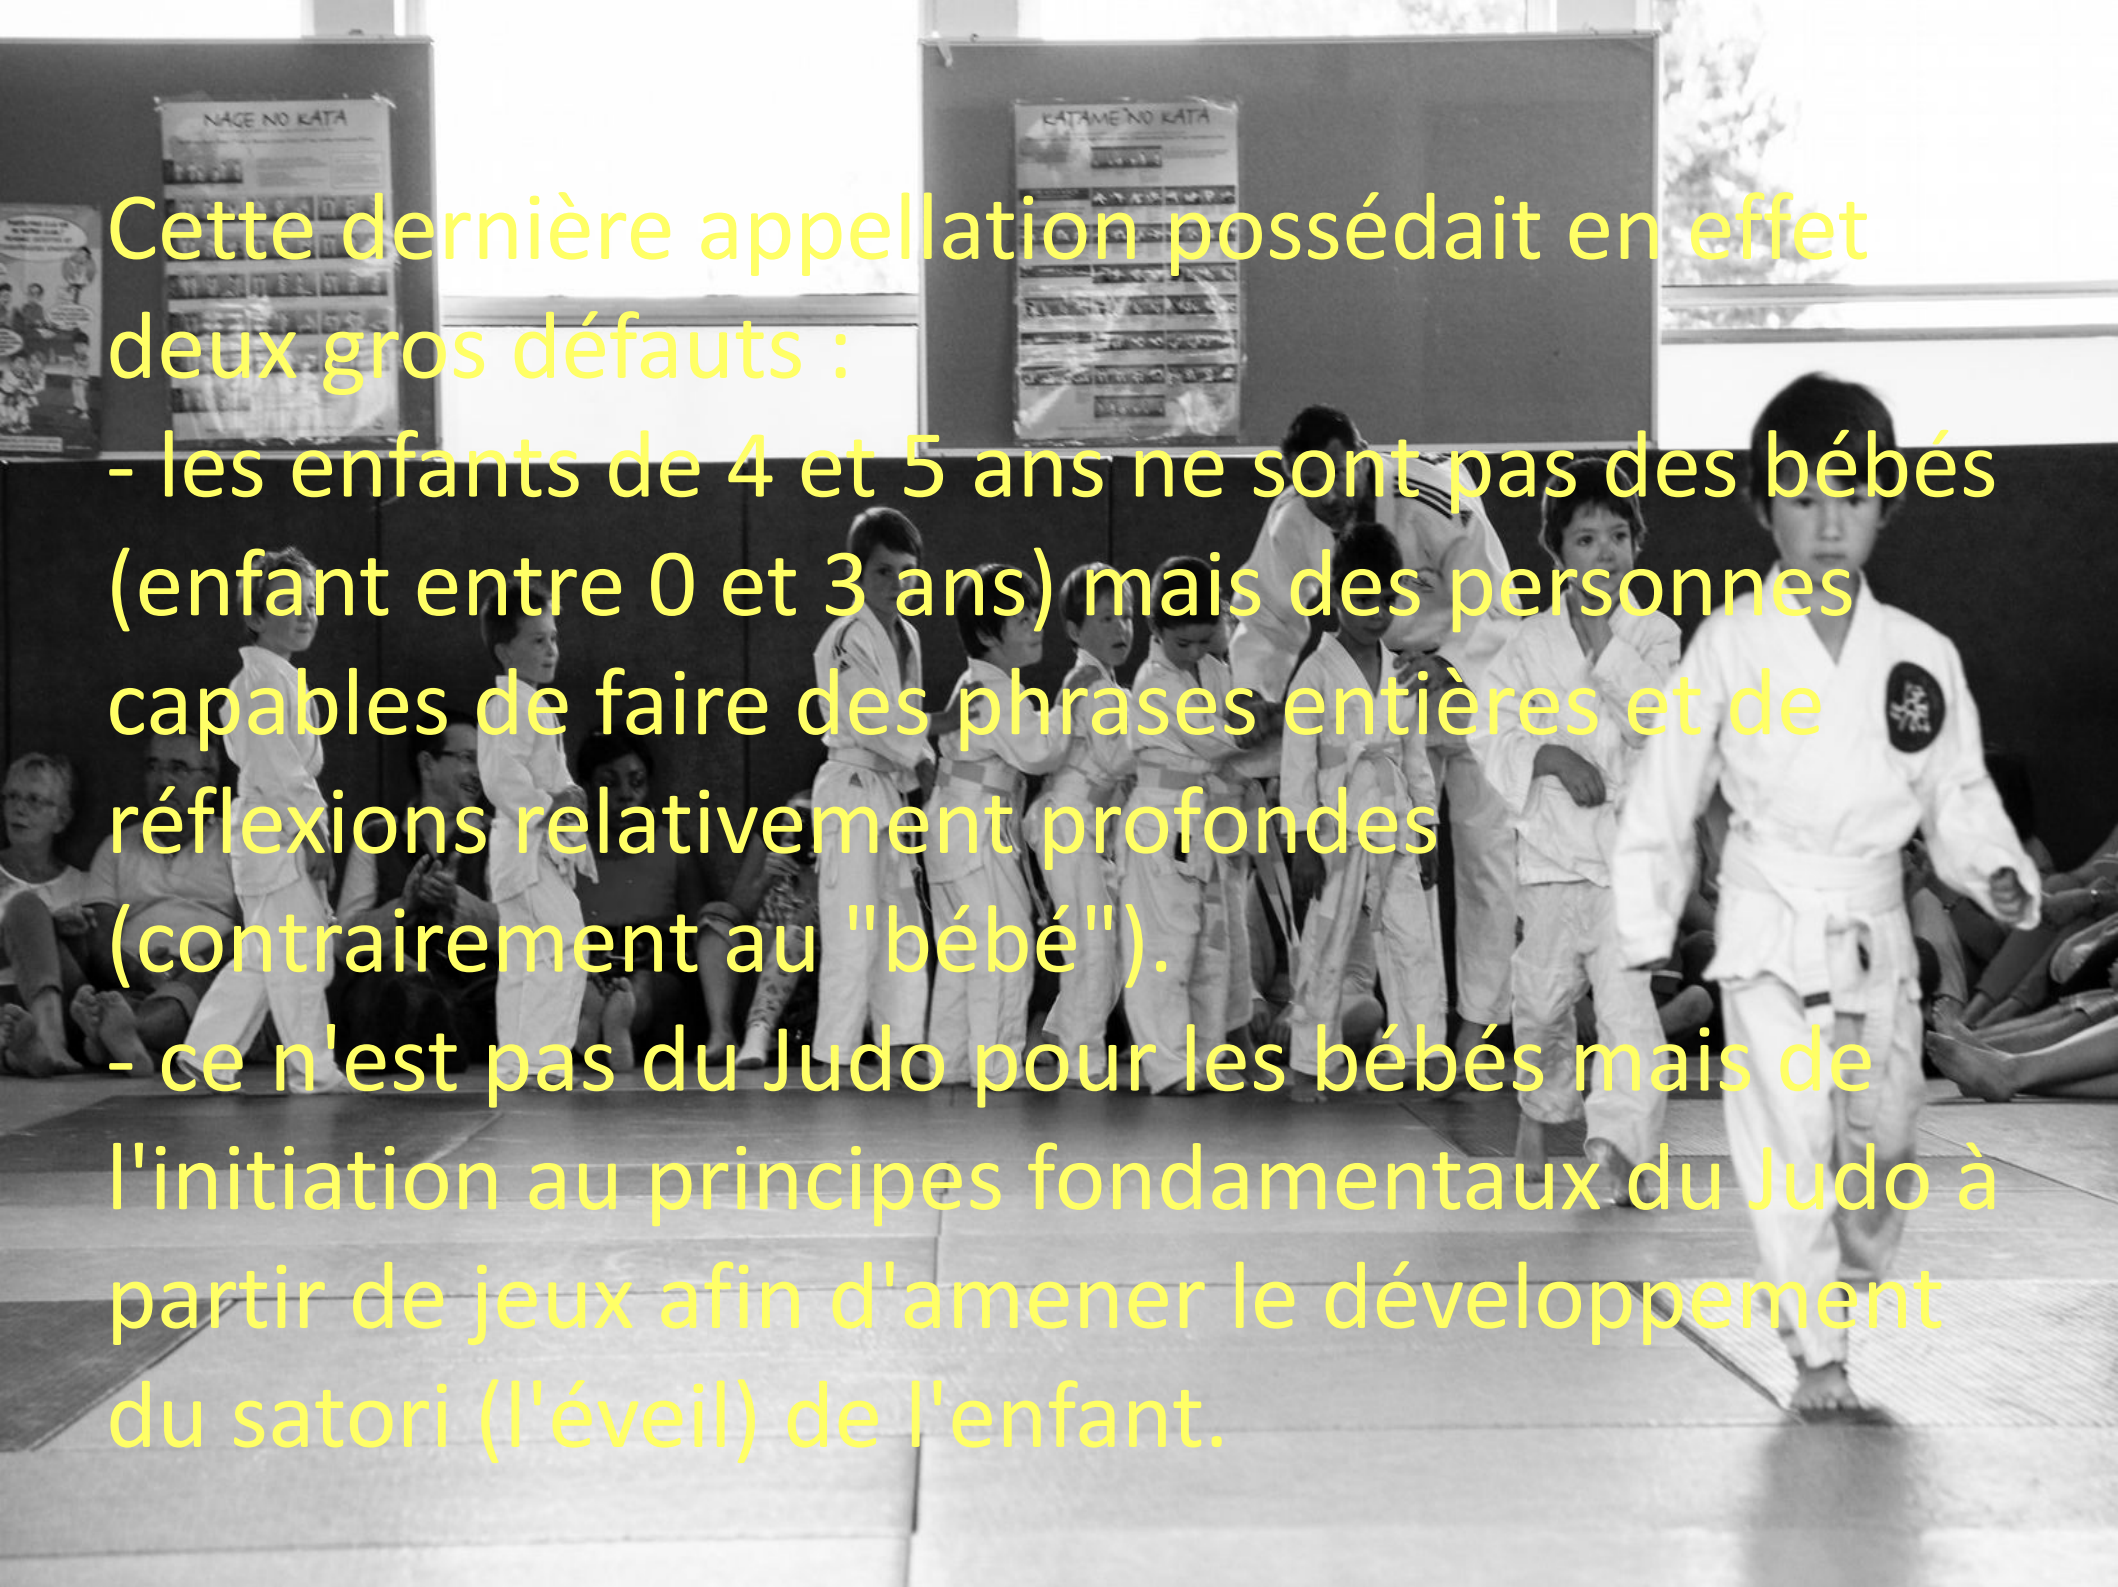 NAGE NO KATA
KATAME NO KATA
Cette dernière appellation possédait en effet
deux gros défauts :
- les enfants de 4 et 5 ans ne sont pas des bébés
(enfant entre 0 et 3 ans) mais des personnes
capables de faire des phrases entières et de
réflexions relativement profondes
(contrairement au "bébé").
- ce n'est pas du Judo pour les bébés mais de
l'initiation au principes fondamentaux du Judo à
partir de jeux afin d'amener le développement
du satori (l'éveil) de l'enfant.